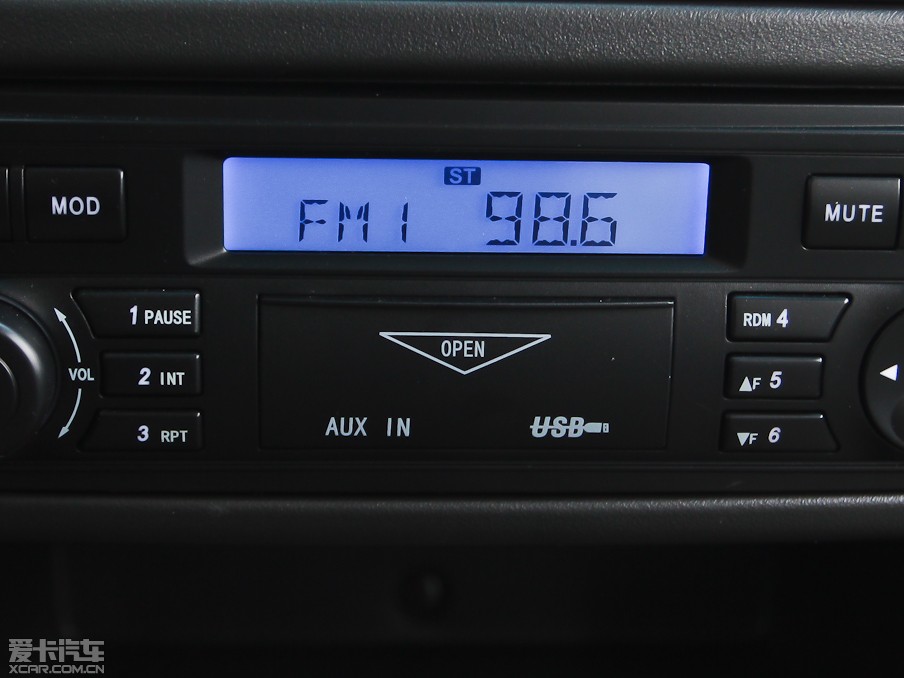 ST
MOD
FM1 98.6
MUTE
1 PAUSE
RDM 4
VOL
OPEN
2 INT
▲F 5
3 RPT
AUX IN
USB
▼F 6
爱卡汽车
XCAR.COM.CN